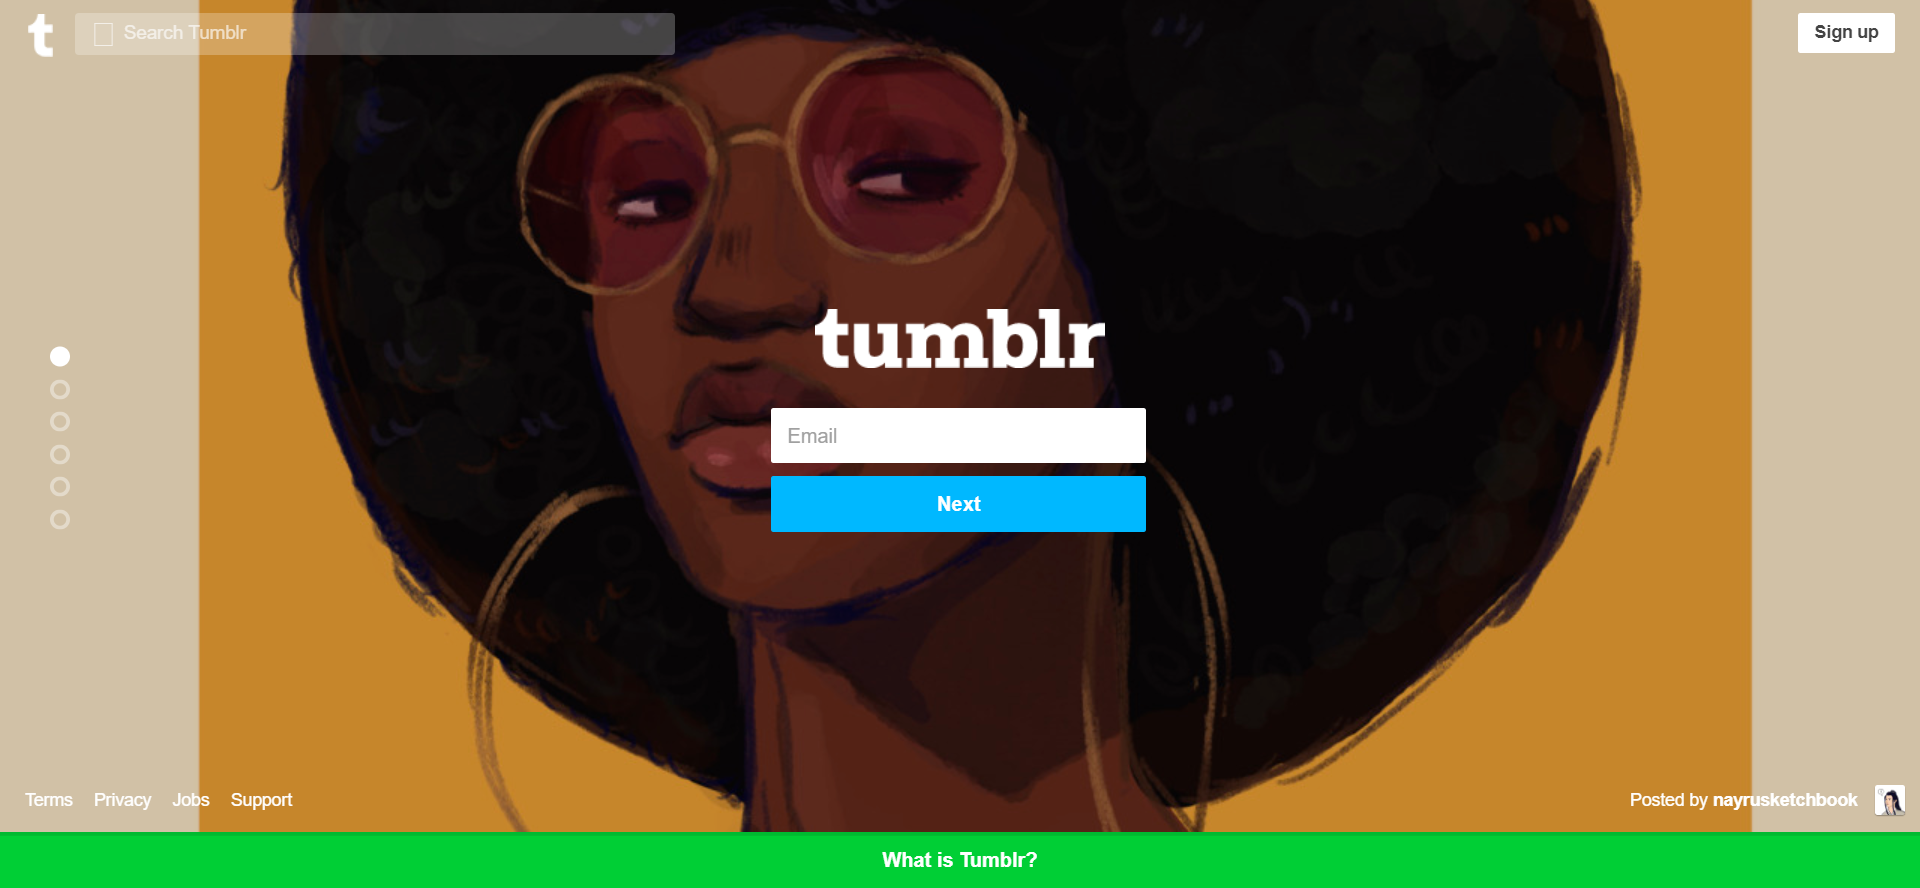 t
Search Tumblr
Sign up
tumblr
Email
Next
Terms Privacy Jobs Support
Posted by nayrusketchbook
What is Tumblr?